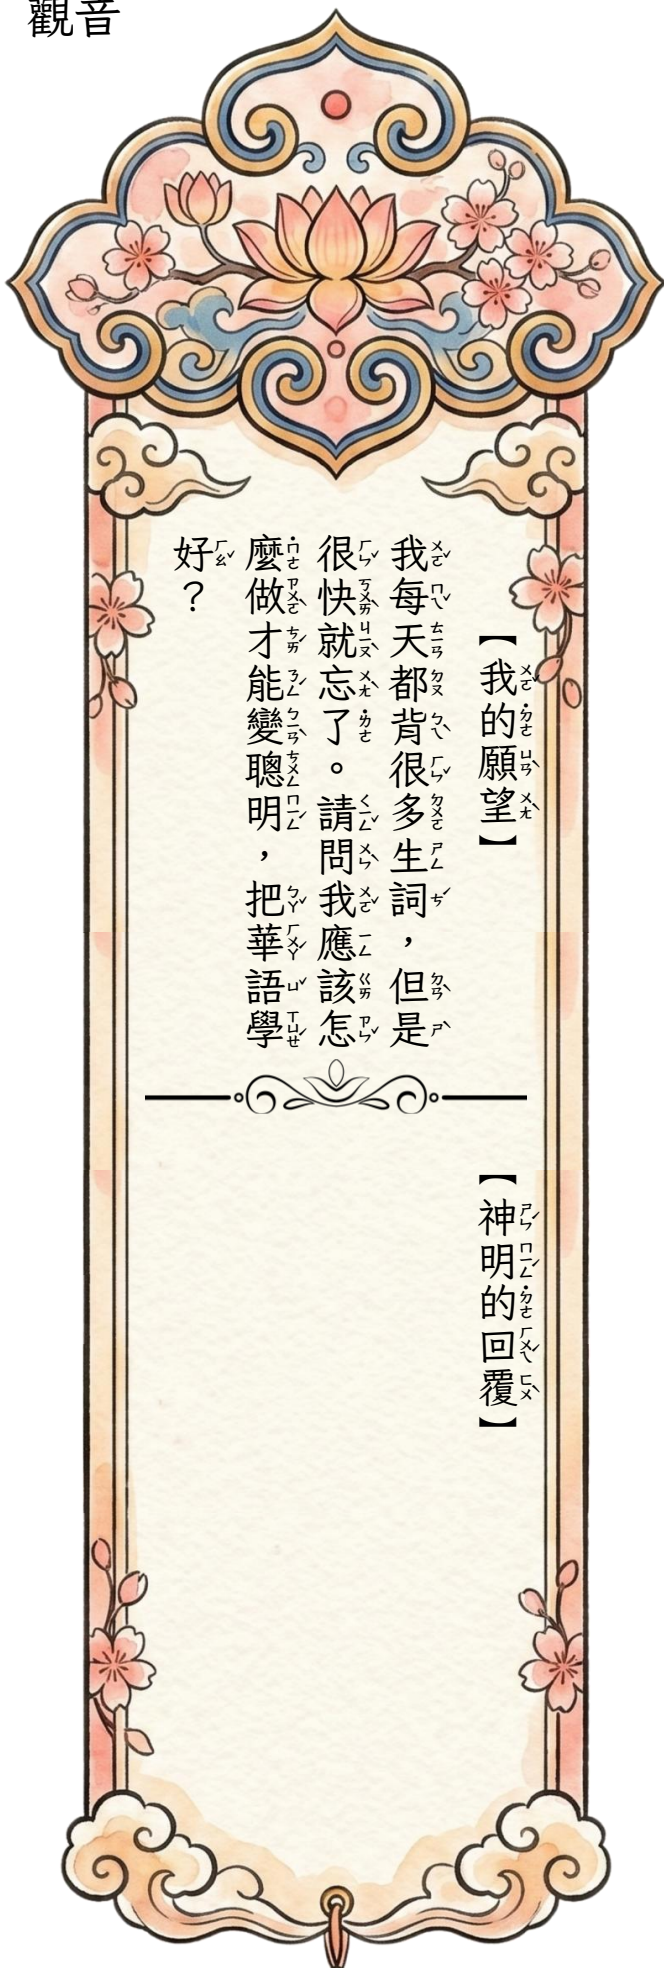 觀音
【我的願望】
我每天都背很多生詞，但是
很快就忘了。請問我應該怎
麼做才能變聰明，把華語學
好？
【神明的回覆】